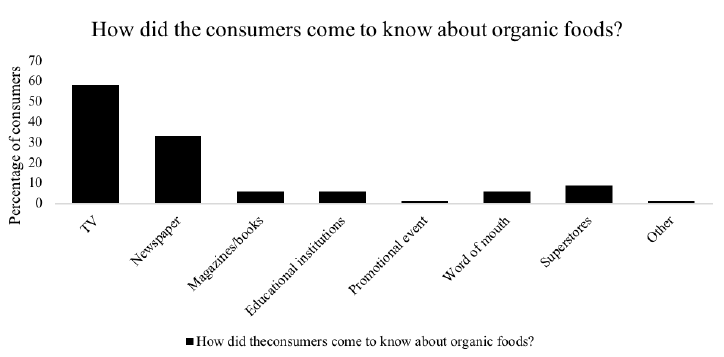 How did the consumers come to know about organic foods?
Percentage of consumers
70
60
50
40
30
20
10
0
TV
Newspaper
Magazines/books
Educational institutions
Promotional event
Word of mouth
Superstores
Other
How did theconsumers come to know about organic foods?